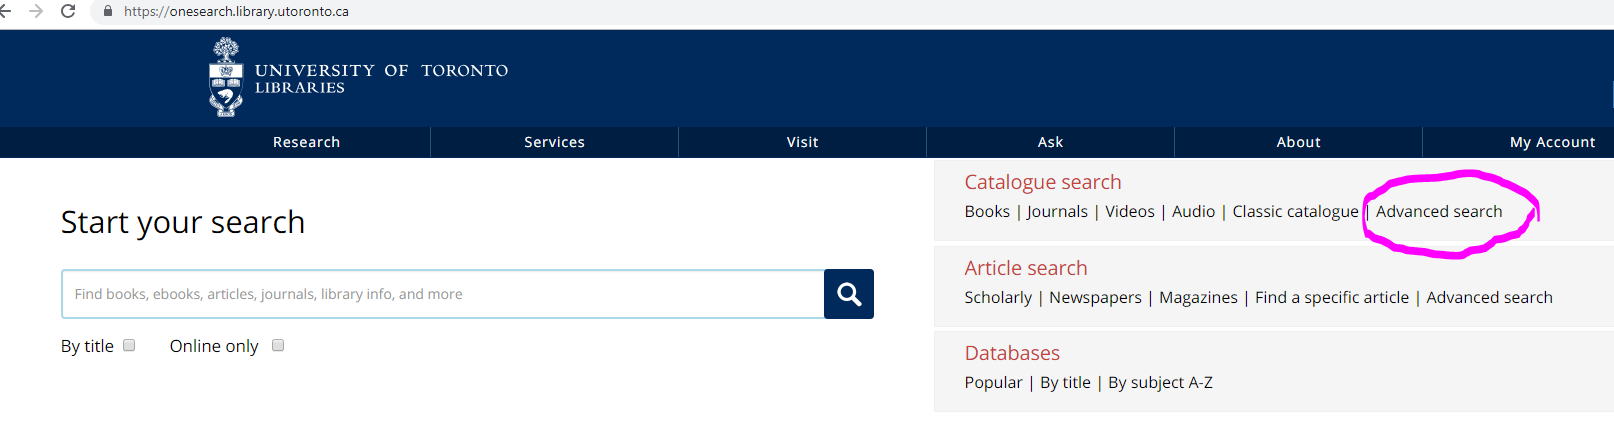 https://onesearch.library.utoronto.ca
UNIVERSITY OF TORONTO
LIBRARIES
Research Services Visit Ask About My Account
Start your search
Find books, ebooks, articles, journals, library info, and more
By title Online only
Catalogue search
Books | Journals | Videos | Audio | Classic catalogue | Advanced search
Article search
Scholarly | Newspapers | Magazines | Find a specific article | Advanced search
Databases
Popular | By title | By subject A-Z